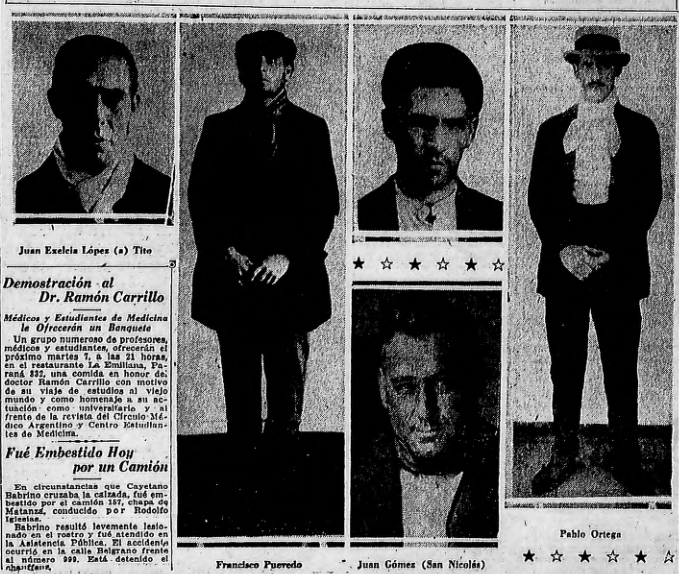 Juan Exelcia López (a) Tito
Demostración al
Dr. Ramón Carrillo
Médicos y Estudiantes de Medicina
le Ofrecerán un Banquete
Un grupo numeroso de profesores,
médicos y estudiantes, ofrecerán el
próximo martes 7, a las 21 horas,
en el restaurante La Emiliana, Pa-
raná 332, una comida en honor del
doctor Ramón Carrillo con motivo
de su viaje de estudios al viejo
mundo y como homenaje a su ac-
tuación como universitario y al
frente de la revista del Círculo Mé-
dico Argentino y Centro Estudian-
tes de Medicina.
Fué Embestido Hoy
por un Camión
En circunstancias que Cayetano
Babrino cruzaba la calzada, fué em-
bestido por el camión 157, chapa de
Matanza, conducido por Rodolfo
Iglesias.
Babrino resultó levemente lesio-
nado en el rostro y fué atendido en
la Asistencia Pública. El accidente
ocurrió en la calle Belgrano frente
al número 999. Está detenido el
chauffeur.
Francisco Puevedo
Juan Gómez (San Nicolás)
Pablo Ortega